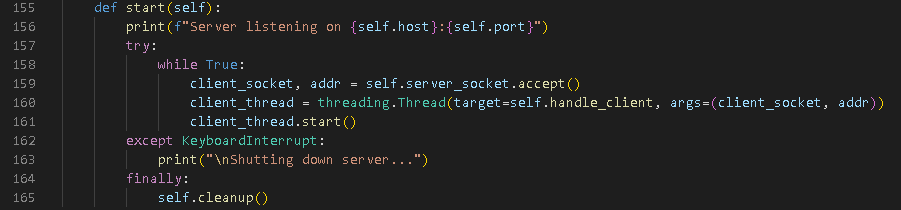 155 def start(self):
156 print(f"Server listening on {self.host}:{self.port}")
157 try:
158 while True:
159 client_socket, addr = self.server_socket.accept()
160 client_thread = threading.Thread(target=self.handle_client, args=(client_socket, addr))
161 client_thread.start()
162 except KeyboardInterrupt:
163 print("\nShutting down server...")
164 finally:
165 self.cleanup()